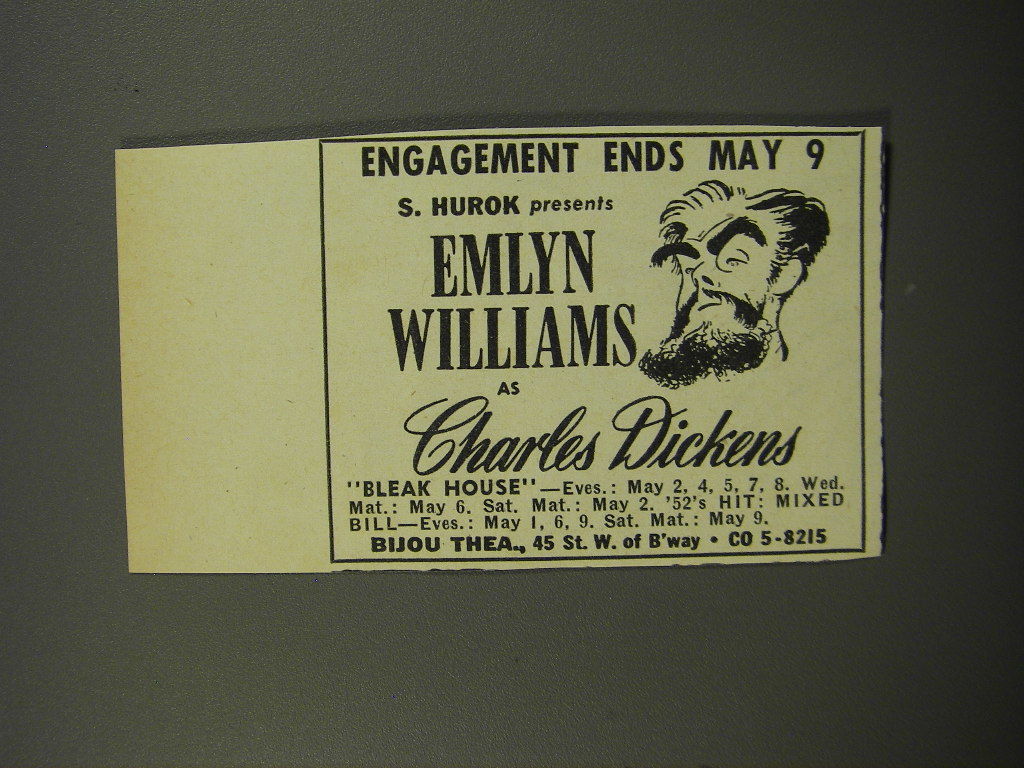 ENGAGEMENT ENDS MAY 9
S. HUROK presents
EMLYN
WILLIAMS
AS
Charles Dickens
"BLEAK HOUSE"—Eves.: May 2, 4, 5, 7, 8. Wed.
Mat.: May 6. Sat. Mat.: May 2. '52's HIT: MIXED
BILL—Eves.: May 1, 6, 9. Sat. Mat.: May 9.
BIJOU THEA., 45 St. W. of B'way • CO 5-8215